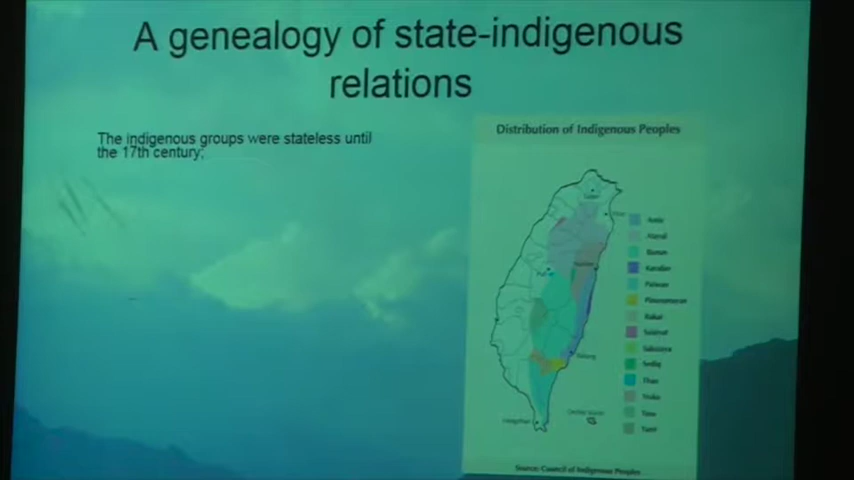 A genealogy of state-indigenous
relations
The indigenous groups were stateless until
the 17th century;
Distribution of Indigenous Peoples
Amis
Atayal
Bunun
Kavalan
Paiwan
Rukai
Saisiyat
Sakizaya
Sediq
Thao
Truku
Tsou
Source: Council of Indigenous Peoples